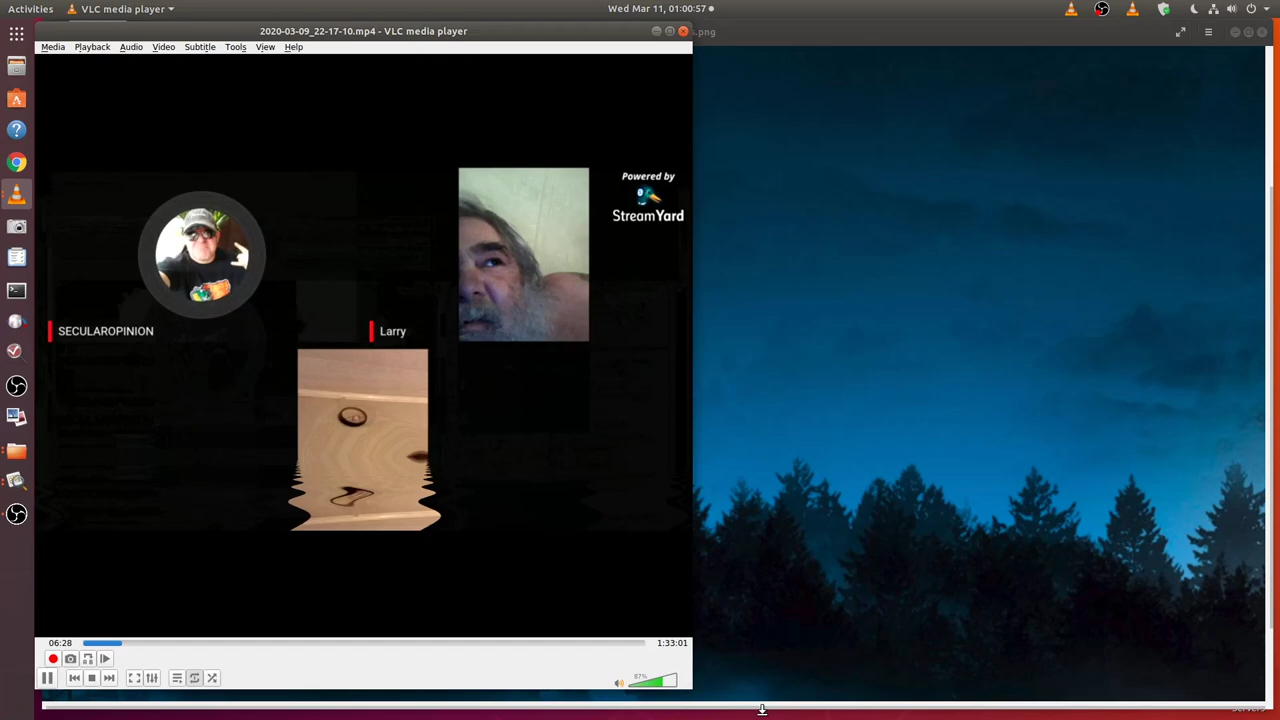 Activities
VLC media player
Wed Mar 11, 01:00:57
2020-03-09_22-17-10.mp4 - VLC media player
.png
Media Playback Audio Video Subtitle Tools View Help
Powered by
StreamYard
SECULAROPINION
Larry
06:28
1:33:01
87%